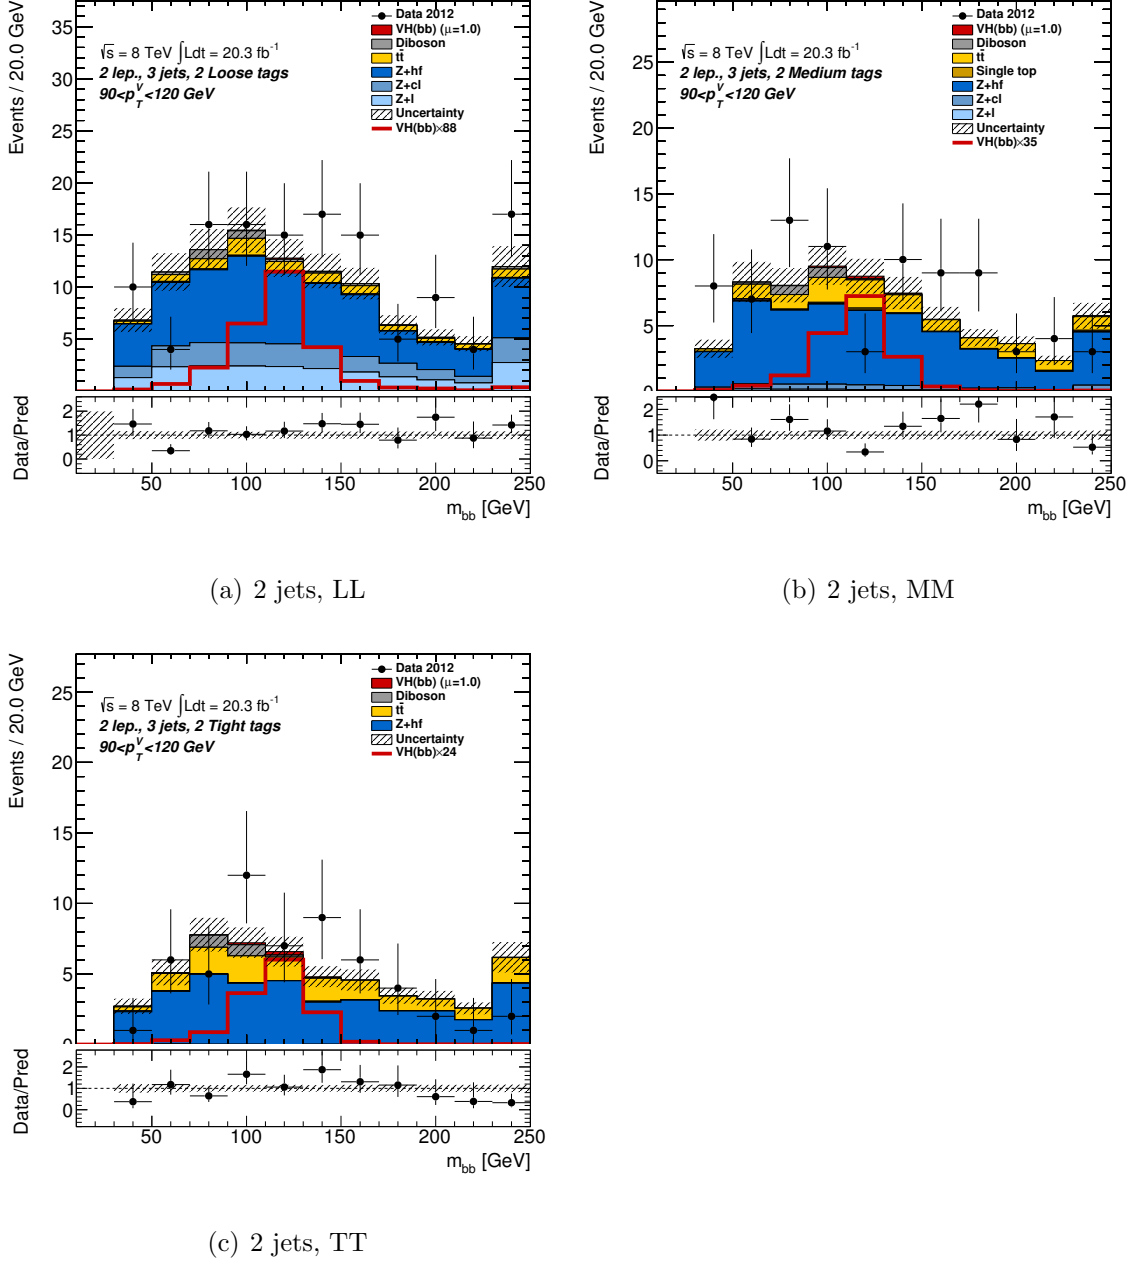 Events / 20.0 GeV
35
30
25
20
15
10
5
√s = 8 TeV ∫Ldt = 20.3 fb⁻¹
2 lep., 3 jets, 2 Loose tags
90<p_T^V<120 GeV
Data 2012
VH(bb) (μ=1.0)
Diboson
tt̄
Z+hf
Z+cl
Z+l
Uncertainty
VH(bb)×88
Data/Pred
2
1
0
50 100 150 200 250
m_bb [GeV]
(a) 2 jets, LL
Events / 20.0 GeV
25
20
15
10
5
0
√s = 8 TeV ∫Ldt = 20.3 fb⁻¹
2 lep., 3 jets, 2 Medium tags
90<p_T^V<120 GeV
Data 2012
VH(bb) (μ=1.0)
Diboson
tt̄
Single top
Z+hf
Z+cl
Z+l
Uncertainty
VH(bb)×35
Data/Pred
2
1
0
50 100 150 200 250
m_bb [GeV]
(b) 2 jets, MM
Events / 20.0 GeV
25
20
15
10
5
0
√s = 8 TeV ∫Ldt = 20.3 fb⁻¹
2 lep., 3 jets, 2 Tight tags
90<p_T^V<120 GeV
Data 2012
VH(bb) (μ=1.0)
Diboson
tt̄
Z+hf
Uncertainty
VH(bb)×24
Data/Pred
2
1
0
50 100 150 200 250
m_bb [GeV]
(c) 2 jets, TT